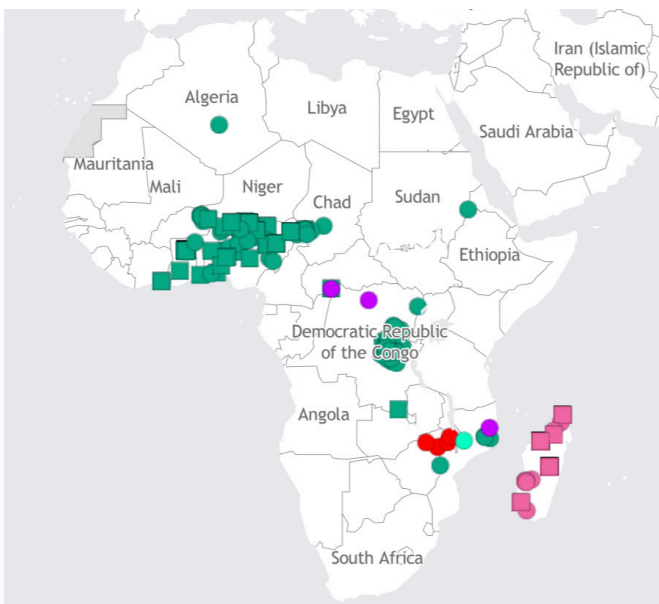 Iran (Islamic
Republic of)
Algeria
Libya
Egypt
Saudi Arabia
Mauritania
Mali
Niger
Chad
Sudan
Ethiopia
Democratic Republic
of the Congo
Angola
South Africa